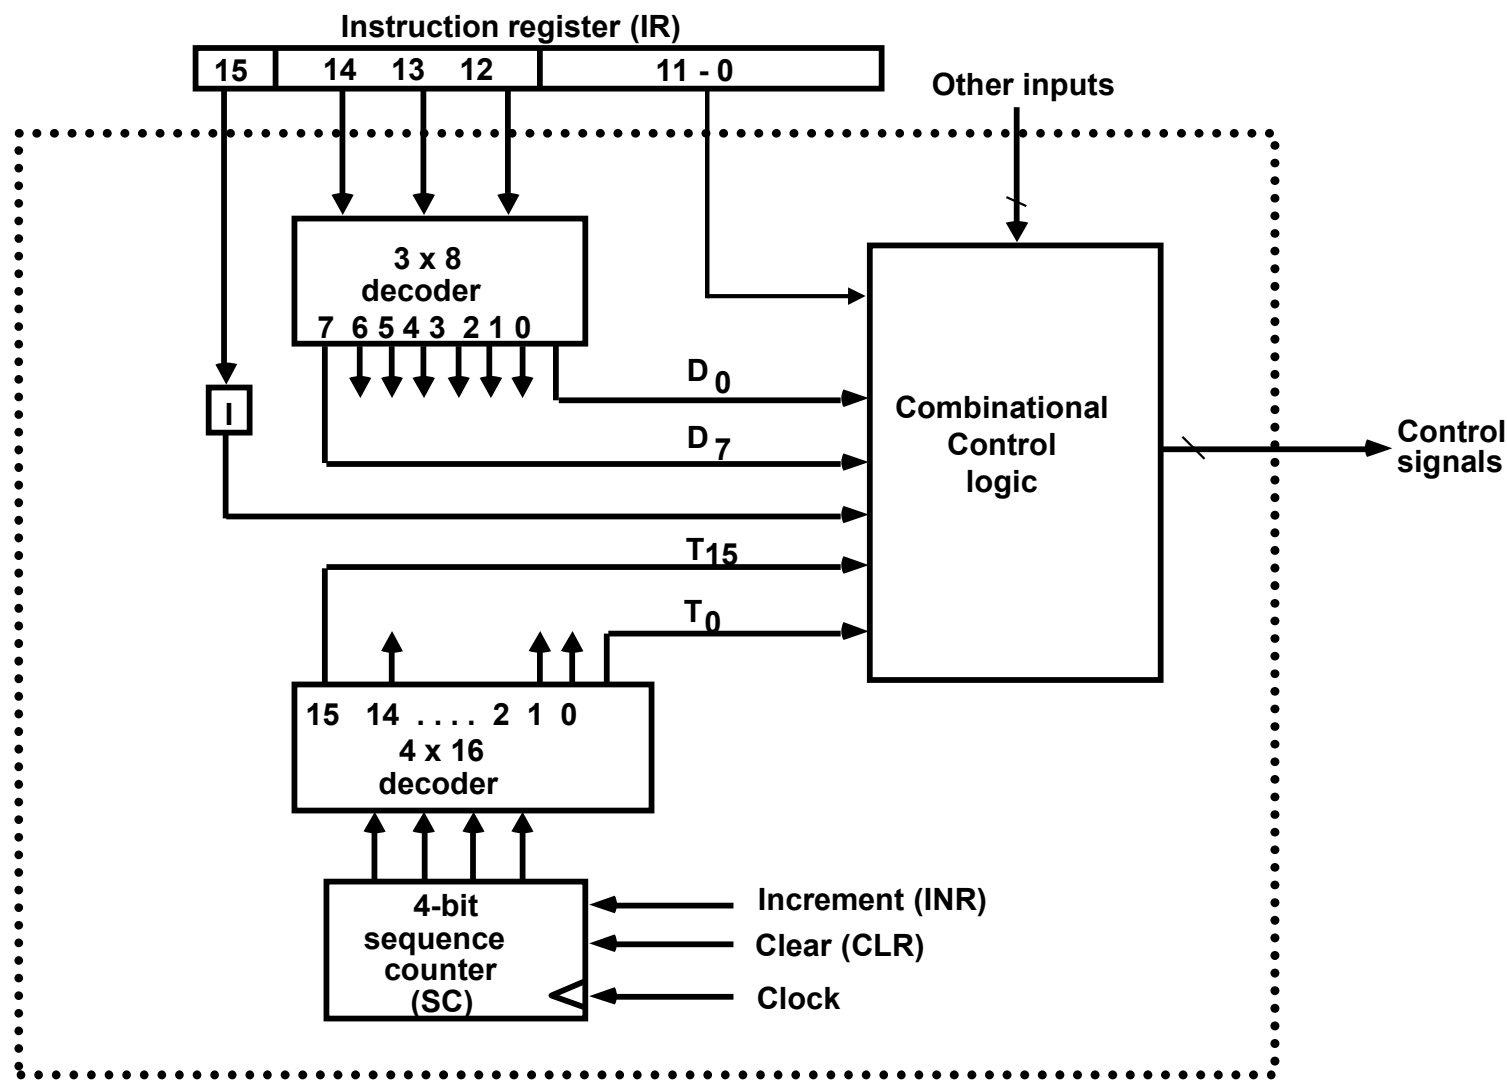 Instruction register (IR)
15 14 13 12 11 - 0
Other inputs
3 x 8
decoder
7 6 5 4 3 2 1 0
I
D0
D7
Combinational
Control
logic
Control
signals
T15
T0
15 14 . . . . 2 1 0
4 x 16
decoder
4-bit
sequence
counter
(SC)
Increment (INR)
Clear (CLR)
Clock